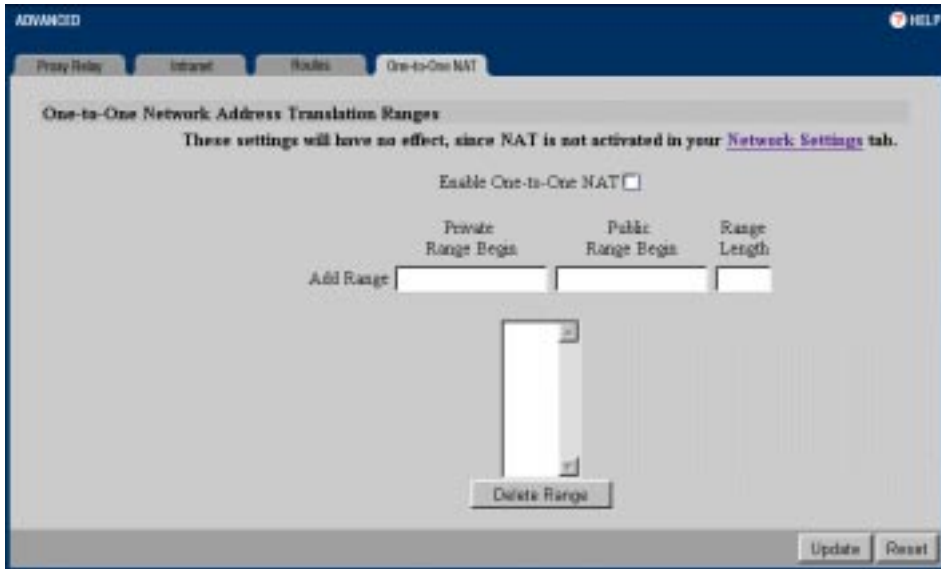 ADVANCED
? HELP
Proxy Relay Intranet Routes One-to-One NAT
One-to-One Network Address Translation Ranges
These settings will have no effect, since NAT is not activated in your Network Settings tab.
Enable One-to-One NAT
Private Range Begin
Public Range Begin
Range Length
Add Range
Delete Range
Update Reset